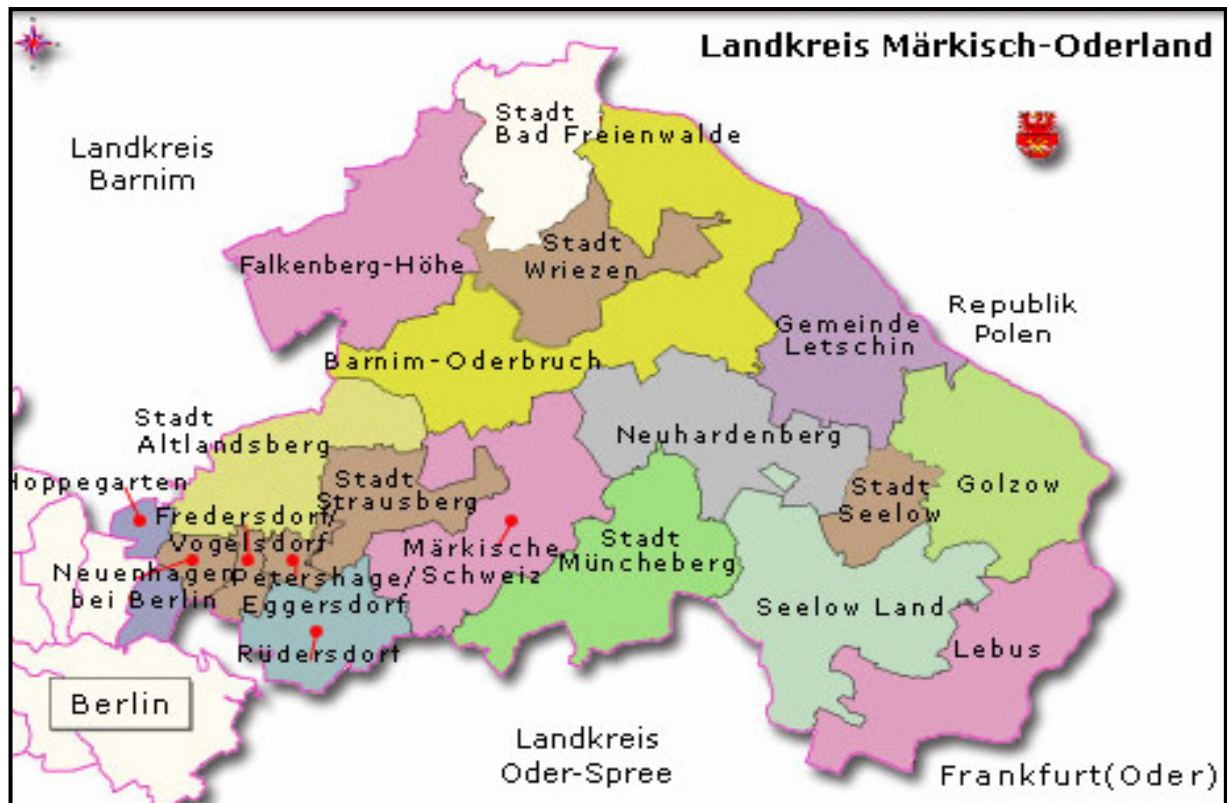 Landkreis Märkisch-Oderland
Landkreis
Barnim
Stadt
Bad Freienwalde
Falkenberg-Höhe
Stadt
Wriezen
Republik
Polen
Gemeinde
Letschin
Barnim-Oderbruch
Stadt
Altlandsberg
Neuhardenberg
Hoppegarten
Stadt
Strausberg
Stadt
Seelow
Golzow
Fredersdorf/
Vogelsdorf
Märkische
Schweiz
Stadt
Müncheberg
Neuenhagen
bei Berlin
Petershage/
Eggersdorf
Seelow Land
Rüdersdorf
Lebus
Berlin
Landkreis
Oder-Spree
Frankfurt(Oder)